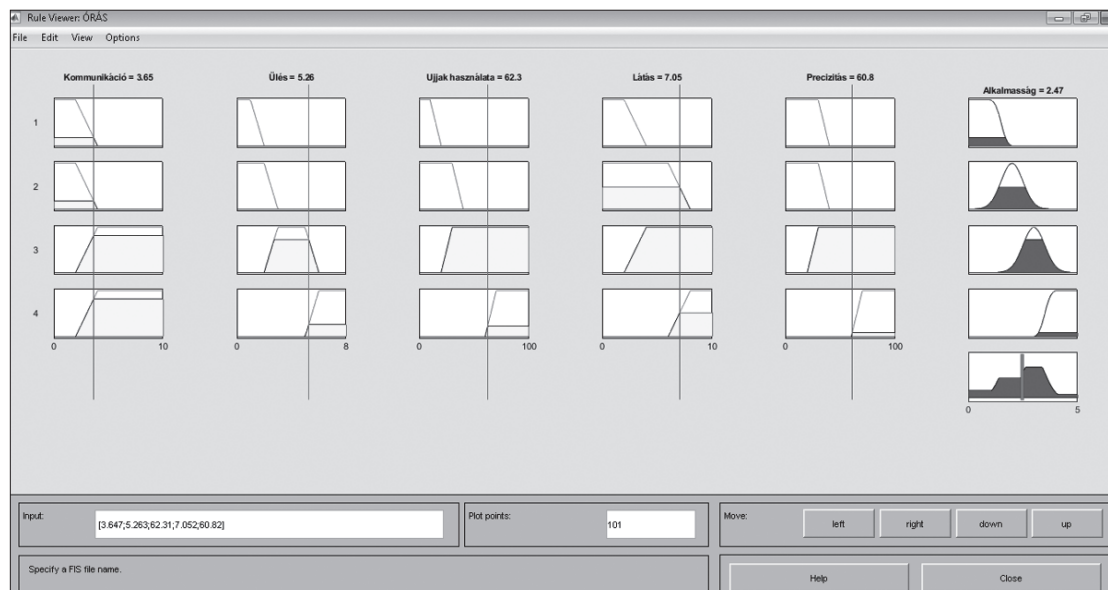 Rule Viewer: ÓRÁS
File Edit View Options
Kommunikáció = 3.65
Ülés = 5.26
Ujjak használata = 62.3
Látás = 7.05
Precizitás = 60.8
Alkalmasság = 2.47
1
2
3
4
0 10
0 8
0 100
0 10
0 100
0 5
Input:
[3.647;5.263;62.31;7.052;60.82]
Plot points:
101
Move:
left
right
down
up
Specify a FIS file name.
Help
Close